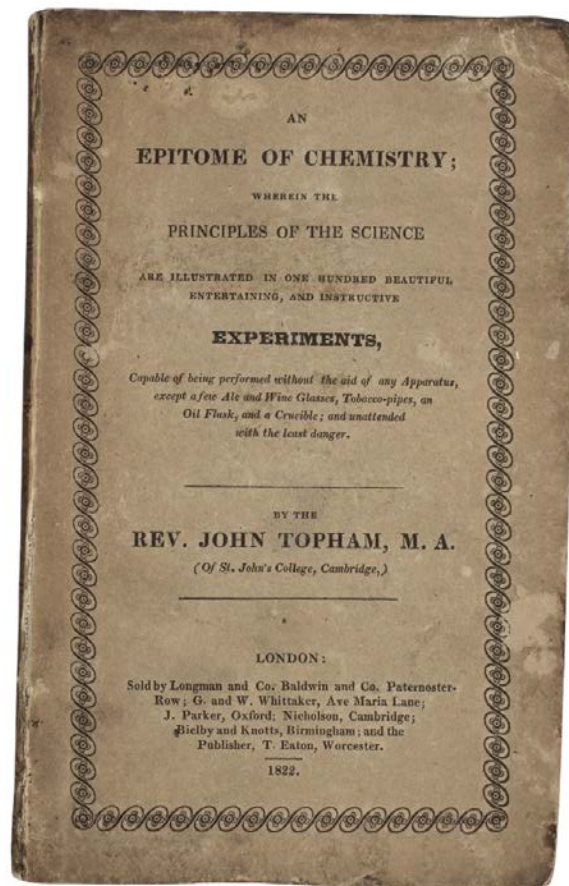 AN
EPITOME OF CHEMISTRY;
WHEREIN THE
PRINCIPLES OF THE SCIENCE
ARE ILLUSTRATED IN ONE HUNDRED BEAUTIFUL
ENTERTAINING, AND INSTRUCTIVE
EXPERIMENTS,
Capable of being performed without the aid of any Apparatus,
except a few Ale and Wine Glasses, Tobacco-pipes, an
Oil Flask, and a Crucible; and unattended
with the least danger.
BY THE
REV. JOHN TOPHAM, M. A.
(Of St. John's College, Cambridge,)
LONDON:
Sold by Longman and Co. Baldwin and Co. Paternoster-
Row; G. and W. Whittaker, Ave Maria Lane;
J. Parker, Oxford; Nicholson, Cambridge;
Bielby and Knotts, Birmingham; and the
Publisher, T. Eaton, Worcester.
1822.